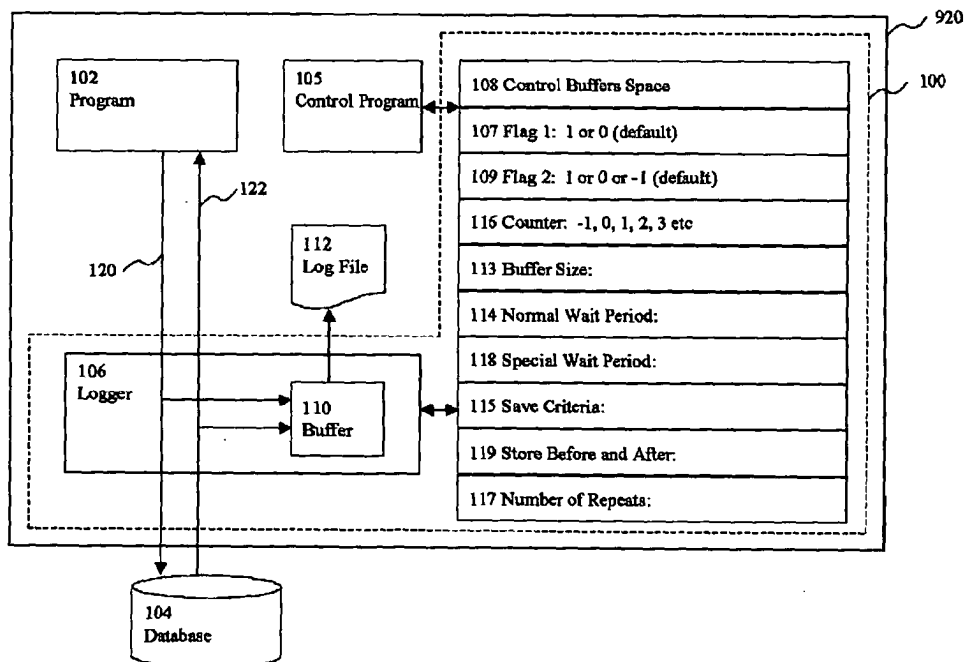 920
100
102
Program
105
Control Program
108 Control Buffers Space
107 Flag 1: 1 or 0 (default)
109 Flag 2: 1 or 0 or -1 (default)
116 Counter: -1, 0, 1, 2, 3 etc
113 Buffer Size:
114 Normal Wait Period:
118 Special Wait Period:
115 Save Criteria:
119 Store Before and After:
117 Number of Repeats:
122
120
112
Log File
106
Logger
110
Buffer
104
Database